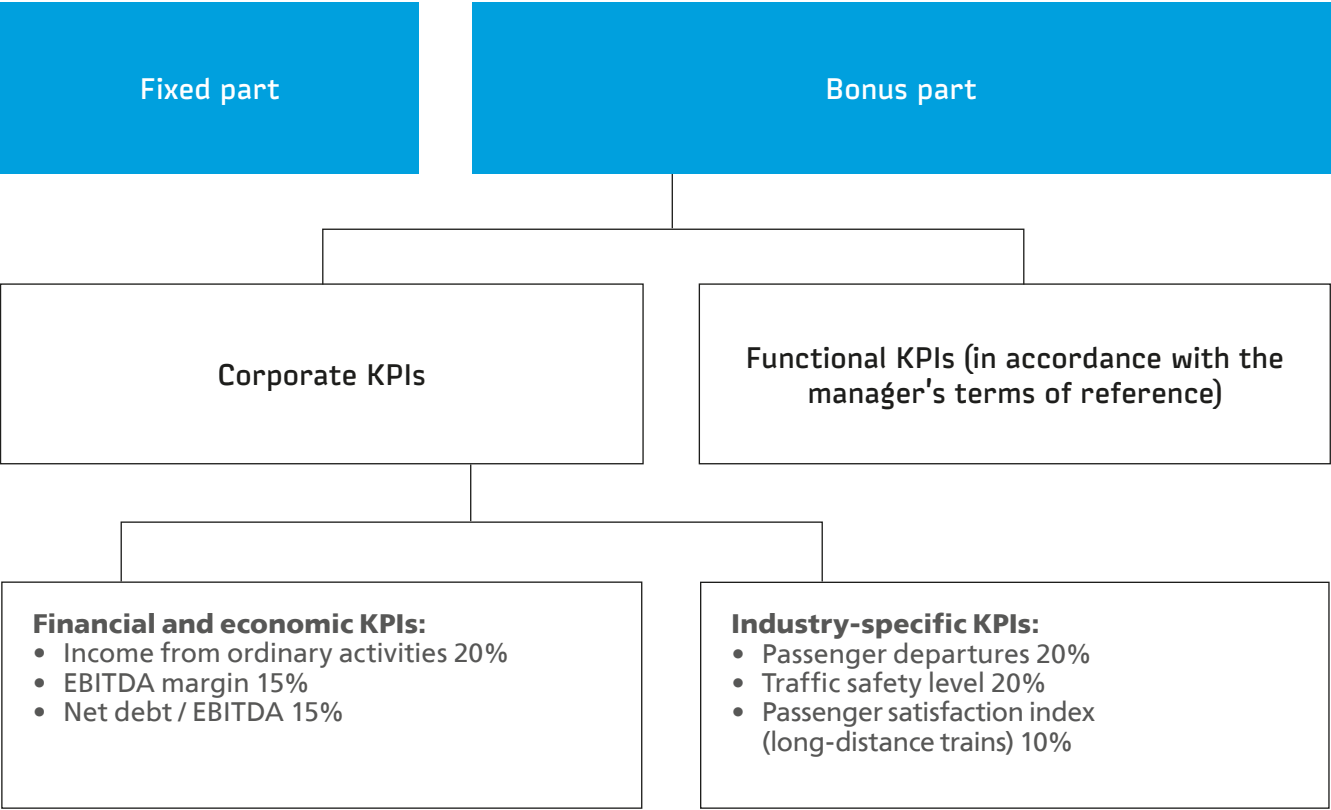 Fixed part
Bonus part
Corporate KPIs
Functional KPIs (in accordance with the
manager's terms of reference)
Financial and economic KPIs:
• Income from ordinary activities 20%
• EBITDA margin 15%
• Net debt / EBITDA 15%
Industry-specific KPIs:
• Passenger departures 20%
• Traffic safety level 20%
• Passenger satisfaction index
(long-distance trains) 10%